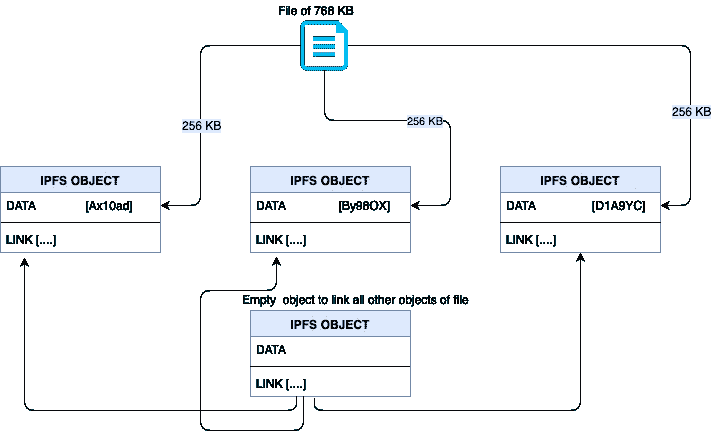 File of 768 KB
256 KB
256 KB
256 KB
IPFS OBJECT
DATA [Ax10ad]
LINK [....]
IPFS OBJECT
DATA [By98OX]
LINK [....]
IPFS OBJECT
DATA [D1A9YC]
LINK [....]
Empty object to link all other objects of file
IPFS OBJECT
DATA
LINK [....]